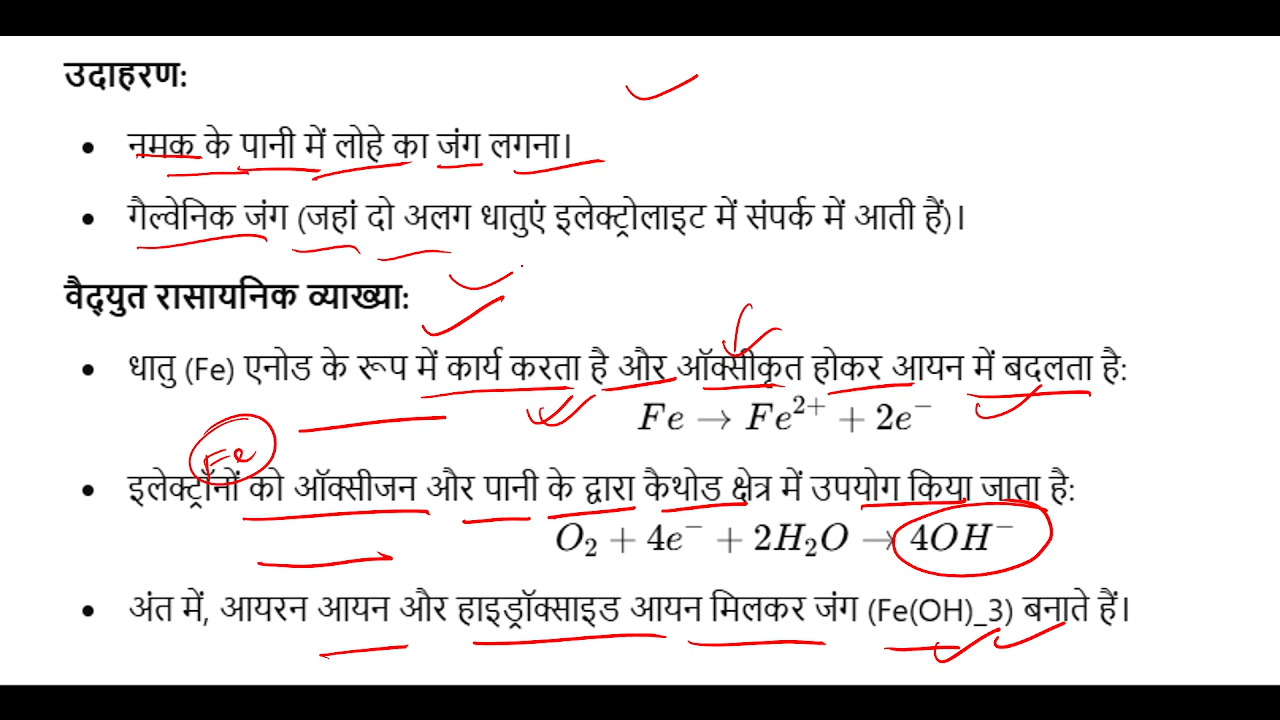 उदाहरण:
• नमक के पानी में लोहे का जंग लगना।
• गैल्वेनिक जंग (जहां दो अलग धातुएं इलेक्ट्रोलाइट में संपर्क में आती हैं)।
वैद्युत रासायनिक व्याख्या:
• धातु (Fe) एनोड के रूप में कार्य करता है और ऑक्सीकृत होकर आयन में बदलता है:
Fe → Fe²⁺ + 2e⁻
Fe
• इलेक्ट्रॉनों को ऑक्सीजन और पानी के द्वारा कैथोड क्षेत्र में उपयोग किया जाता है:
O₂ + 4e⁻ + 2H₂O → 4OH⁻
• अंत में, आयरन आयन और हाइड्रॉक्साइड आयन मिलकर जंग (Fe(OH)_3) बनाते हैं।